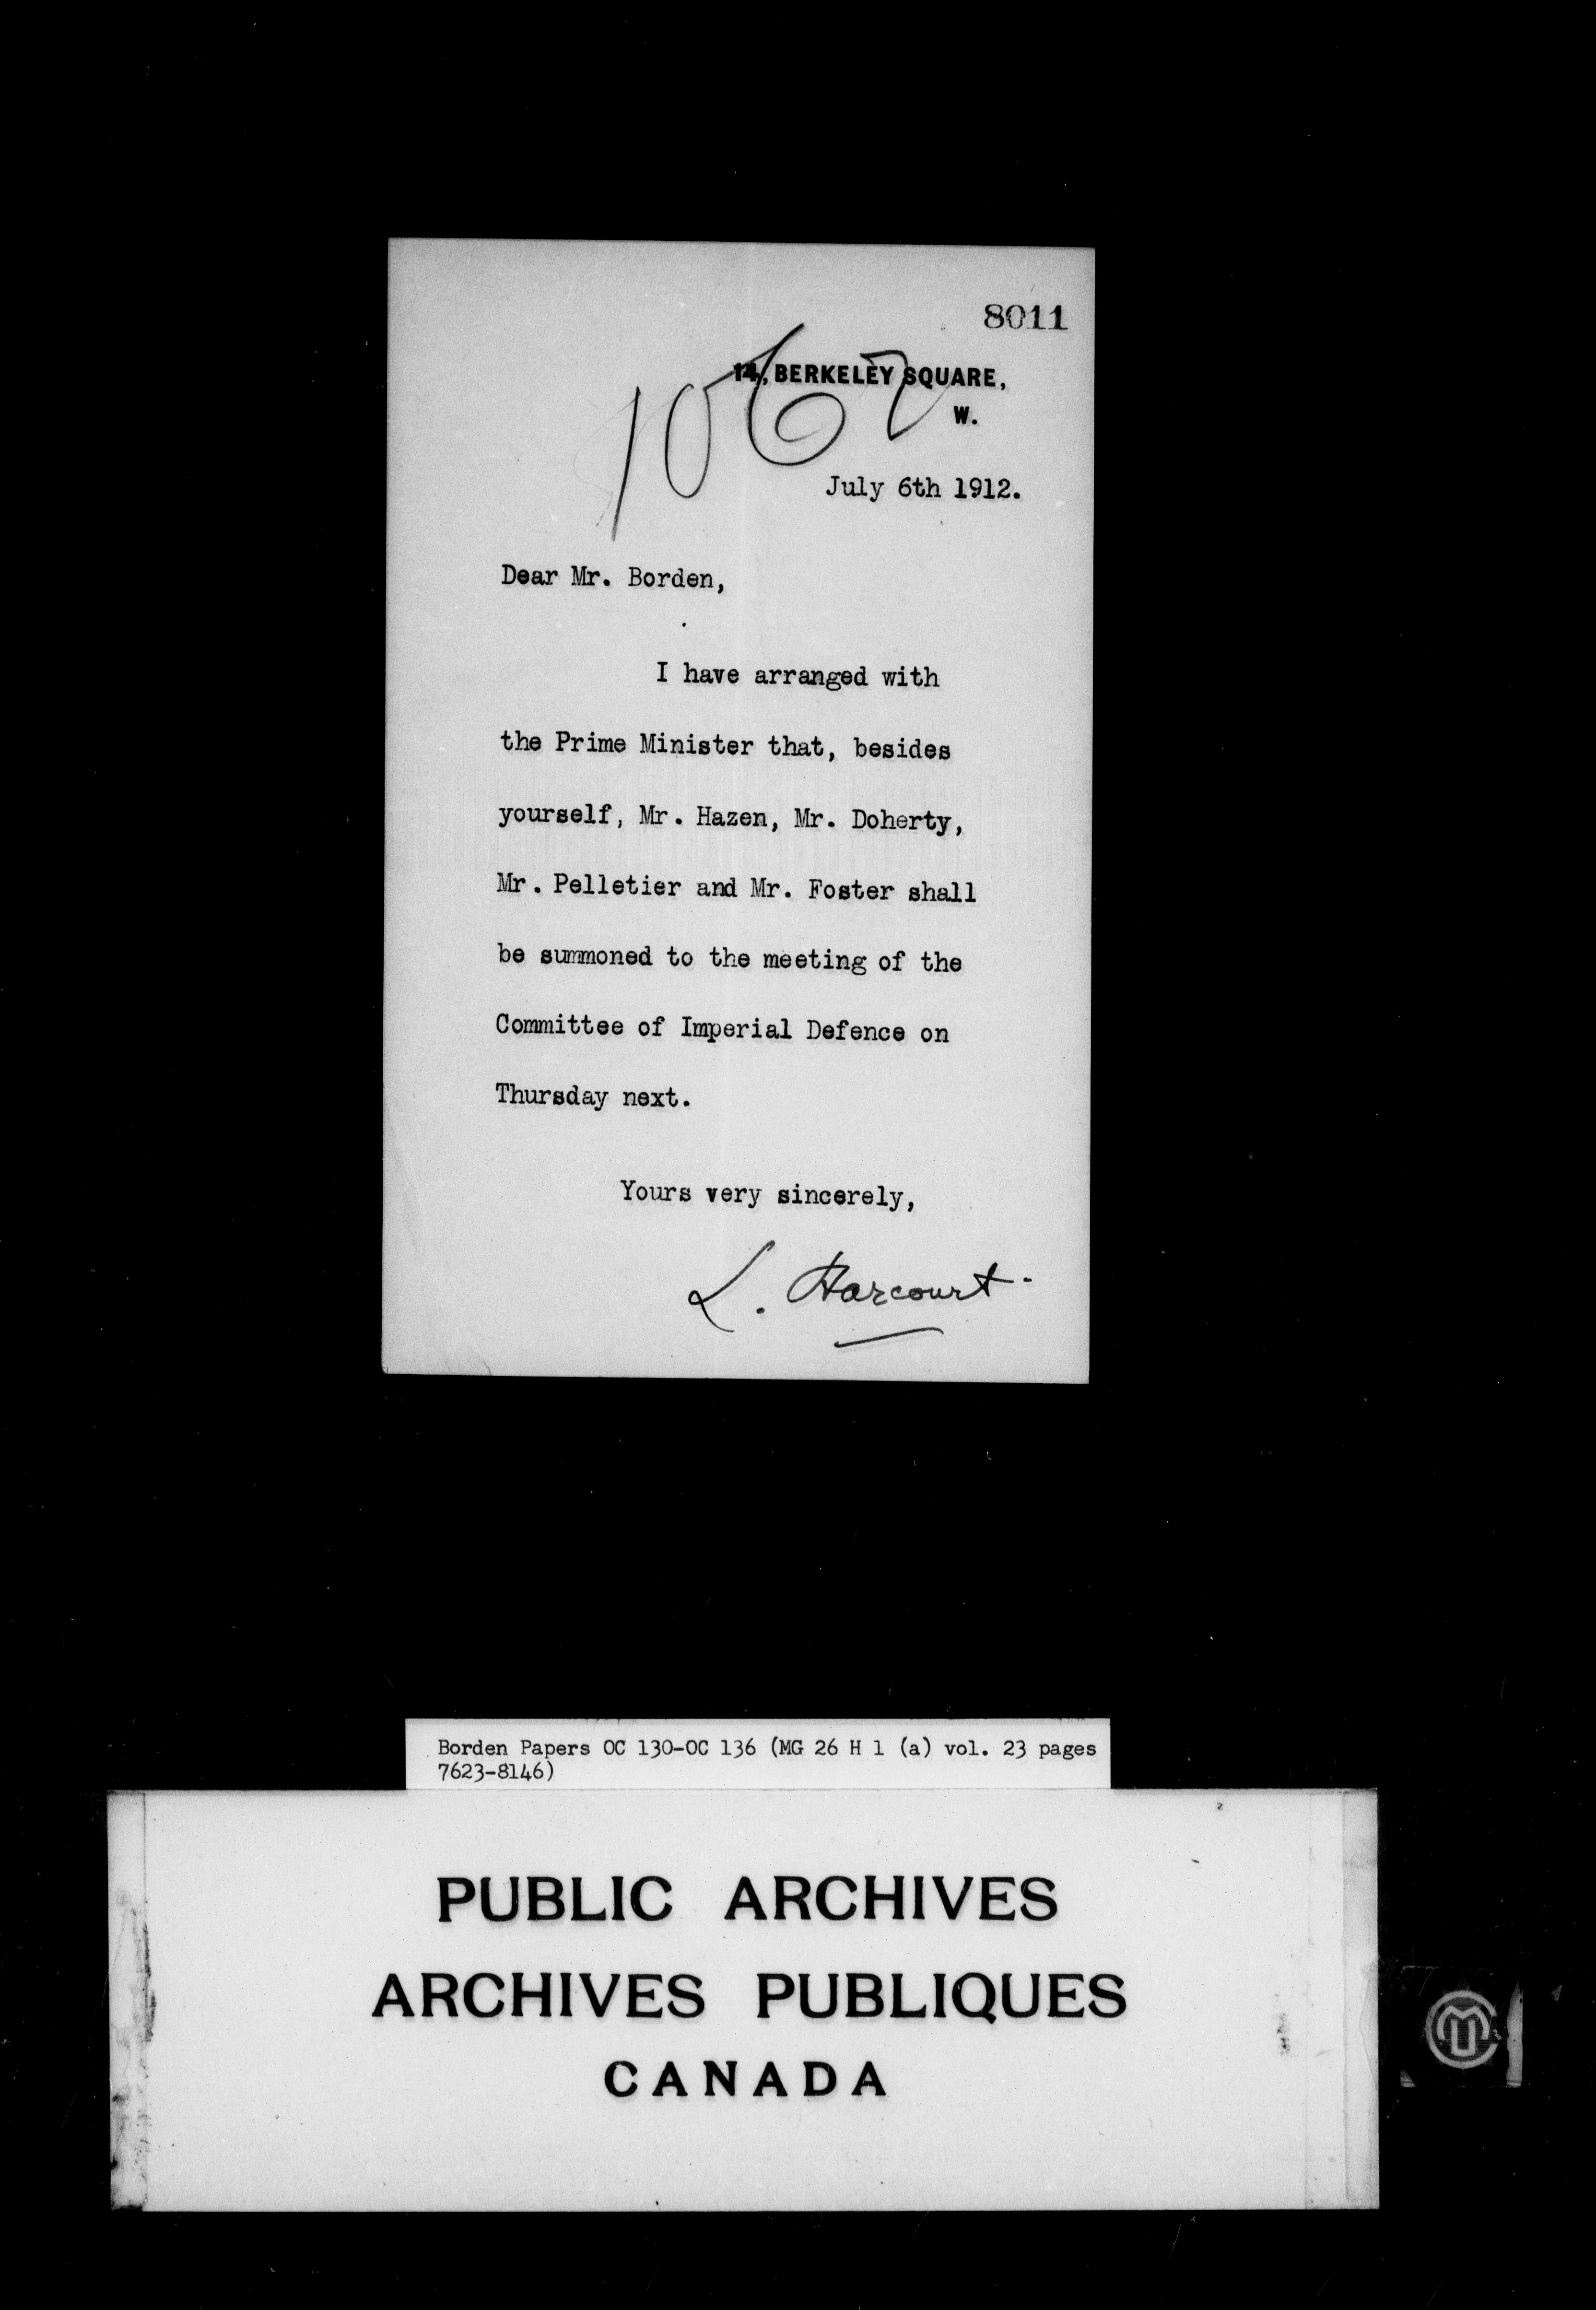 8011
1067
14, BERKELEY SQUARE,
W.
July 6th 1912.
Dear Mr. Borden,
I have arranged with
the Prime Minister that, besides
yourself, Mr. Hazen, Mr. Doherty,
Mr. Pelletier and Mr. Foster shall
be summoned to the meeting of the
Committee of Imperial Defence on
Thursday next.
Yours very sincerely,
L. Harcourt.
Borden Papers OC 130-OC 136 (MG 26 H 1 (a) vol. 23 pages
7623-8146)
PUBLIC ARCHIVES
ARCHIVES PUBLIQUES
CANADA